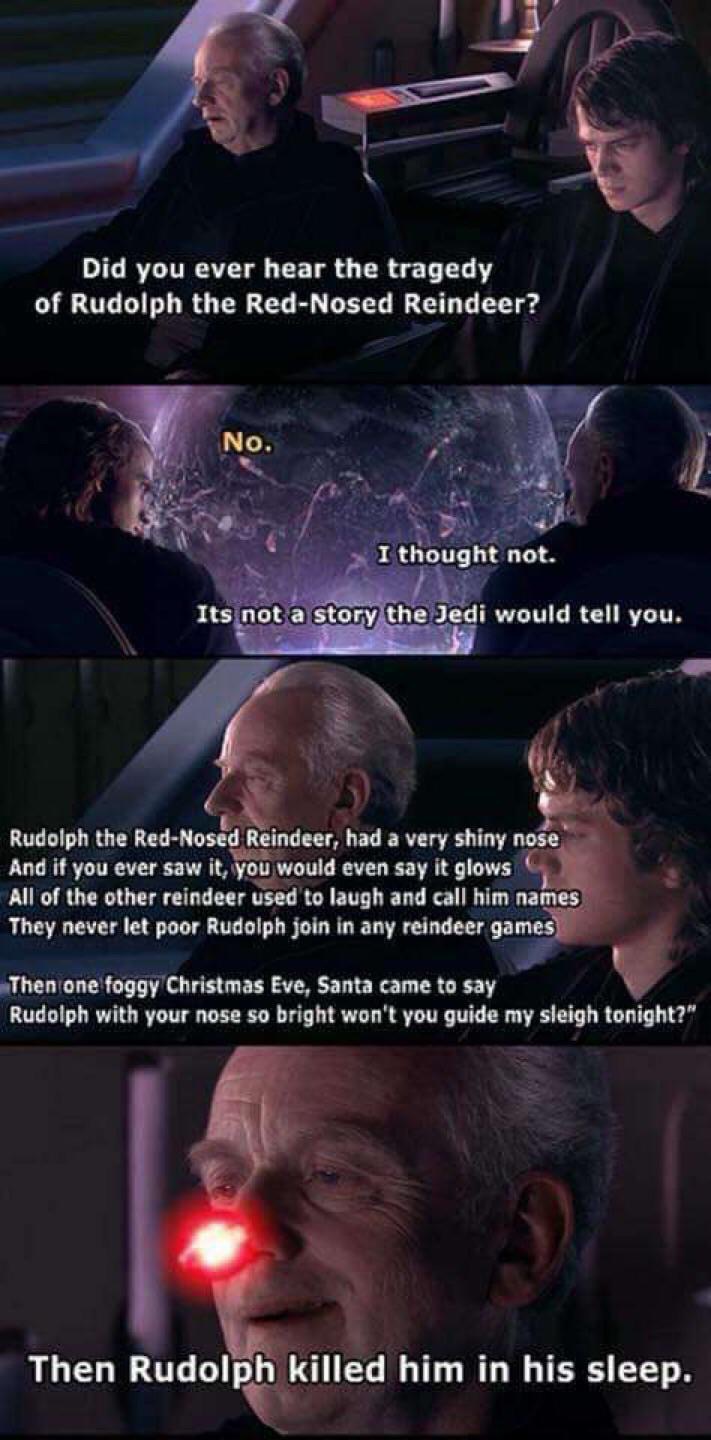 Did you ever hear the tragedy
of Rudolph the Red-Nosed Reindeer?
No.
I thought not.
Its not a story the Jedi would tell you.
Rudolph the Red-Nosed Reindeer, had a very shiny nose
And if you ever saw it, you would even say it glows
All of the other reindeer used to laugh and call him names
They never let poor Rudolph join in any reindeer games
Then one foggy Christmas Eve, Santa came to say
Rudolph with your nose so bright won't you guide my sleigh tonight?"
Then Rudolph killed him in his sleep.